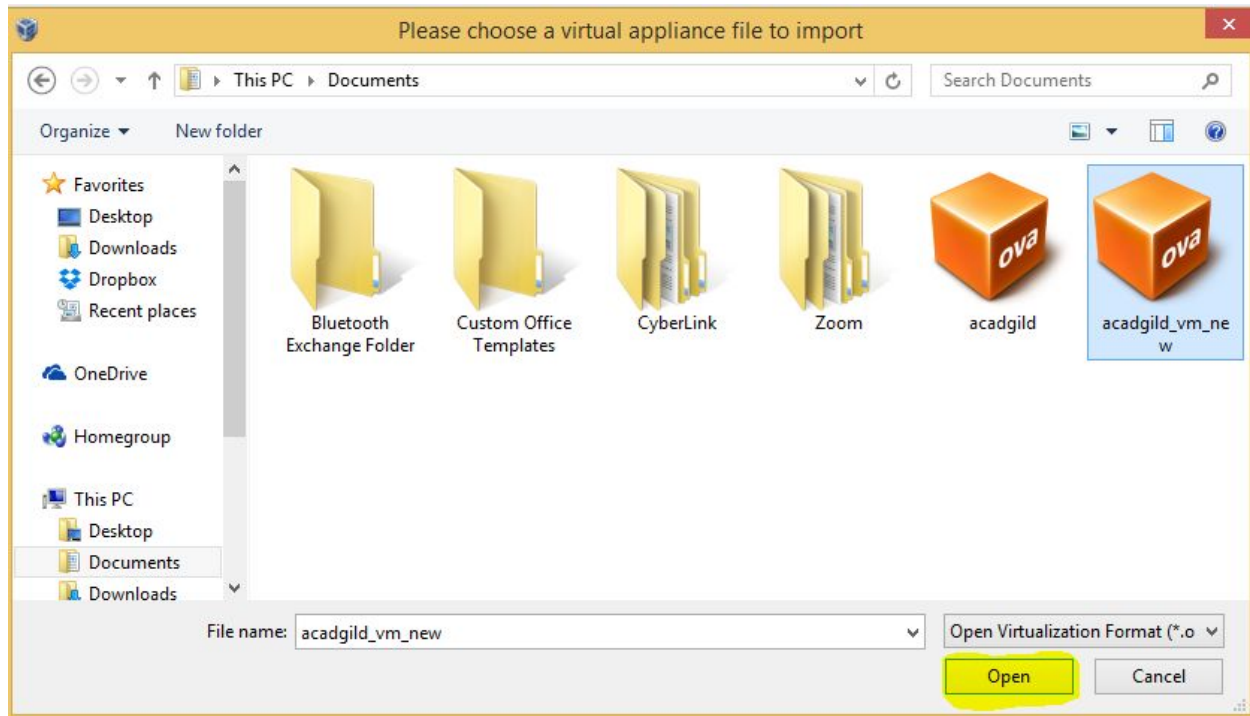 Please choose a virtual appliance file to import
This PC Documents
Search Documents
Organize
New folder
Favorites
Desktop
Downloads
Dropbox
Recent places
OneDrive
Homegroup
This PC
Desktop
Documents
Downloads
Bluetooth
Exchange Folder
Custom Office
Templates
CyberLink
Zoom
ova
acadgild
ova
acadgild_vm_ne
w
File name: acadgild_vm_new
Open Virtualization Format (*.o
Open
Cancel